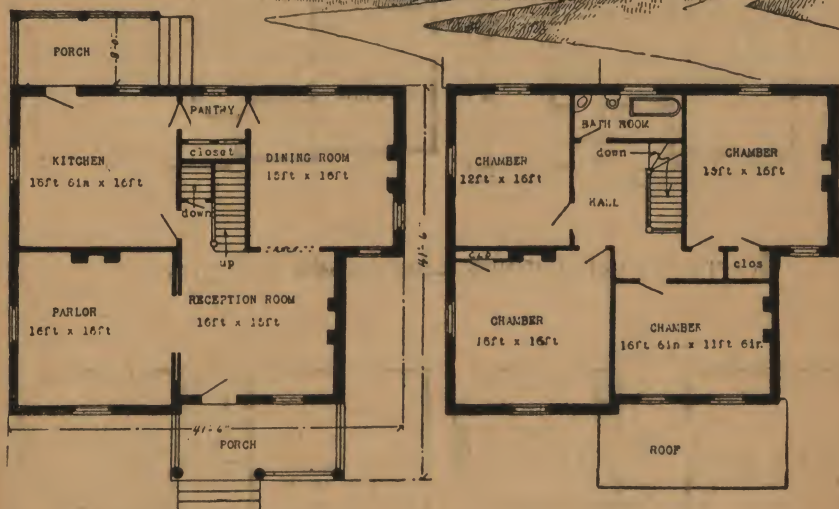 PORCH
8'-0"
PANTRY
closet
KITCHEN
15ft 6in x 16ft
DINING ROOM
15ft x 16ft
down
up
PARLOR
16ft x 16ft
RECEPTION ROOM
16ft x 15ft
41'-6"
41'-6"
PORCH
BATH ROOM
CHAMBER
12ft x 16ft
down
HALL
CHAMBER
15ft x 16ft
clos
CHAMBER
16ft x 16ft
CHAMBER
16ft 6in x 11ft 6in
ROOF